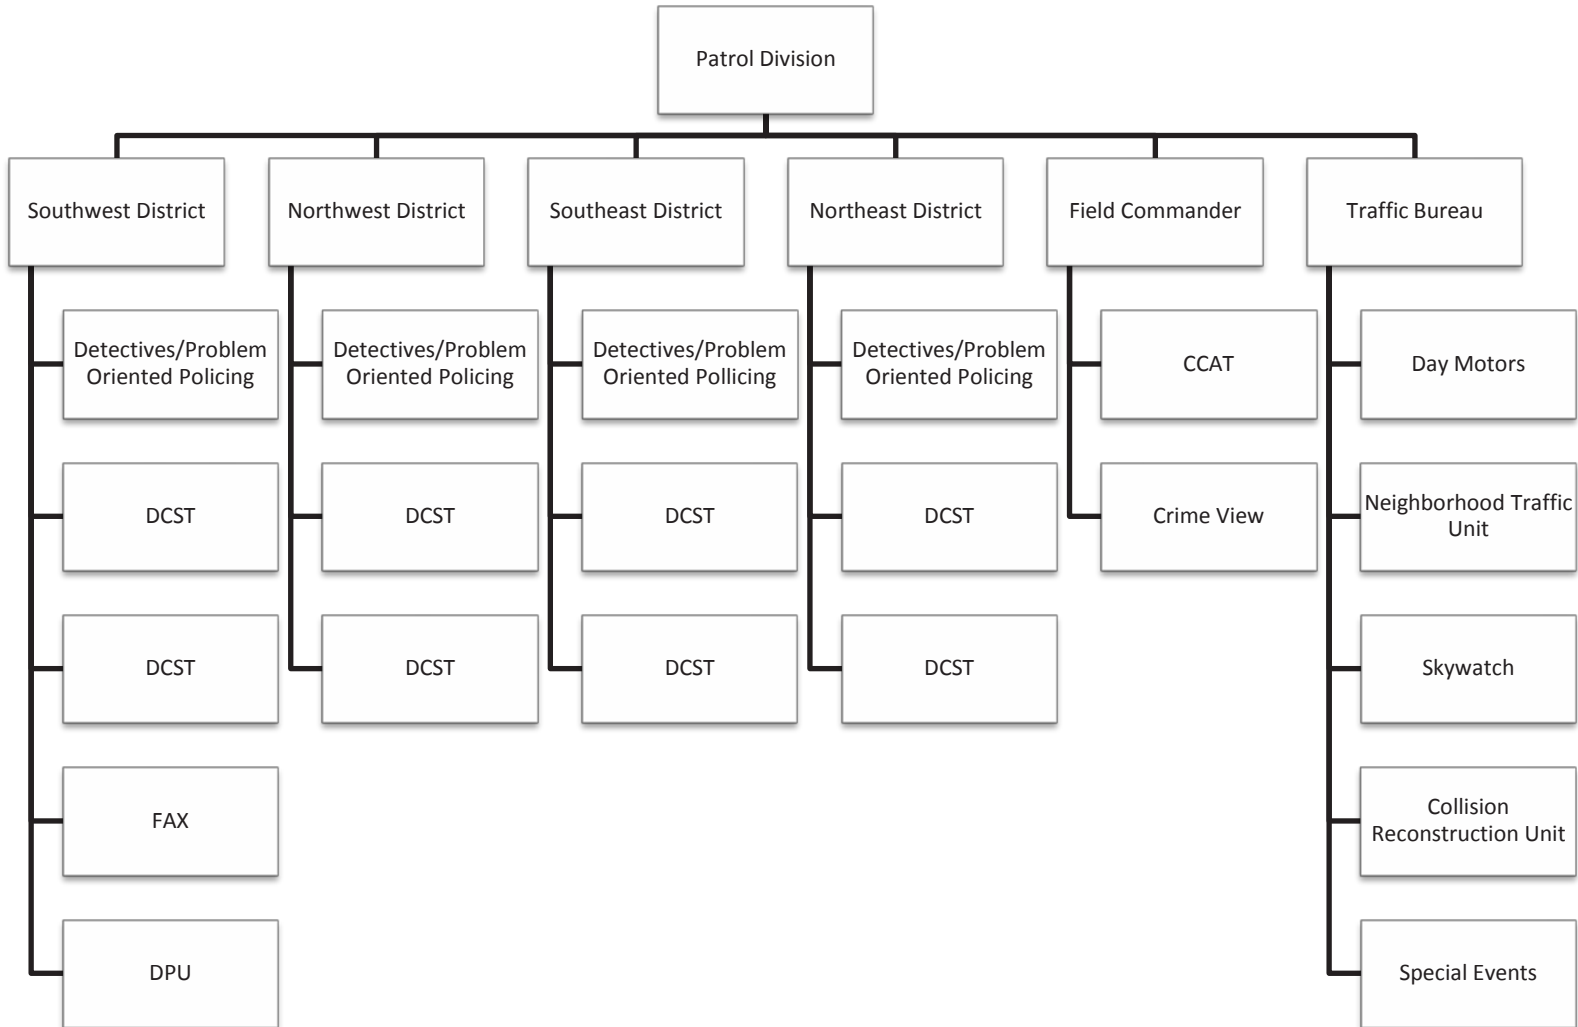 Patrol Division
Southwest District
Northwest District
Southeast District
Northeast District
Field Commander
Traffic Bureau
Detectives/Problem
Oriented Policing
Detectives/Problem
Oriented Policing
Detectives/Problem
Oriented Pollicing
Detectives/Problem
Oriented Policing
CCAT
Day Motors
DCST
DCST
DCST
DCST
Crime View
Neighborhood Traffic
Unit
DCST
DCST
DCST
DCST
Skywatch
FAX
Collision
Reconstruction Unit
DPU
Special Events